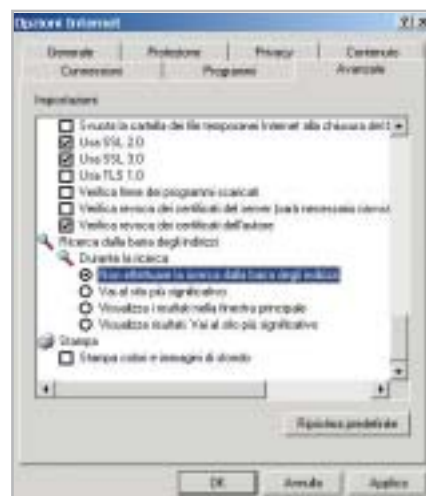 Opzioni Internet
Generale Protezione Privacy Contenuto
Connessioni Programmi Avanzate
Impostazioni
Svuota la cartella dei file temporanei Internet alla chiusura del
Usa SSL 2.0
Usa SSL 3.0
Usa TLS 1.0
Verifica firme dei programmi scaricati
Verifica revoca dei certificati del server (sarà necessario
Verifica revoca dei certificati dell'autore
Ricerca dalla barra degli indirizzi
Durante la ricerca
Non effettuare la ricerca dalla barra degli indirizzi
Vai al sito più significativo
Visualizza i risultati nella finestra principale
Visualizza risultati. Vai al sito più significativo
Stampa
Stampa colori e immagini di sfondo
Ripristina predefinite
OK Annulla Applica